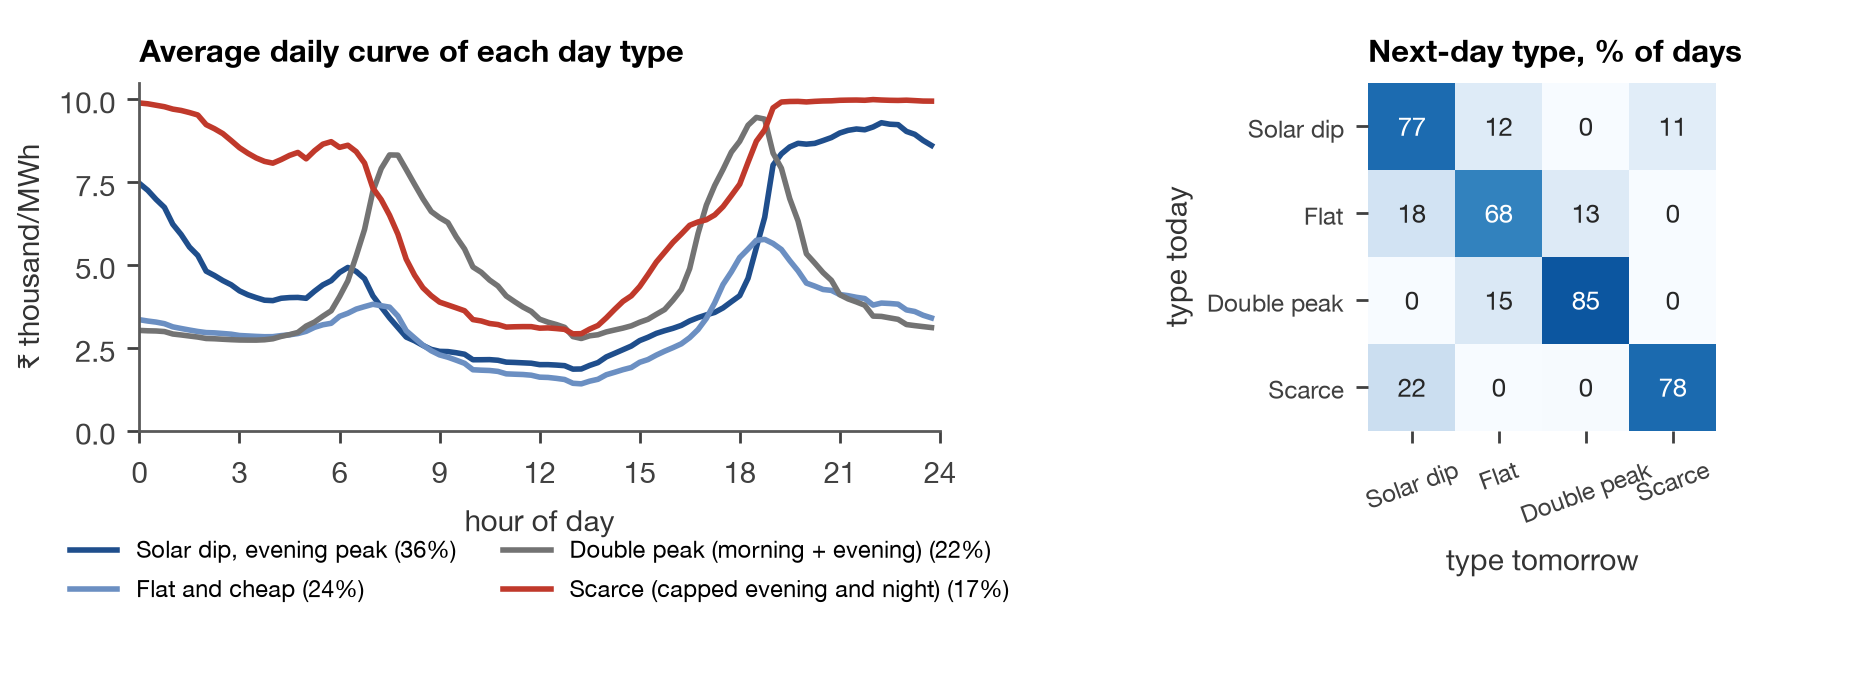 Average daily curve of each day type
₹ thousand/MWh
10.0
7.5
5.0
2.5
0.0
0 3 6 9 12 15 18 21 24
hour of day
Solar dip, evening peak (36%)
Double peak (morning + evening) (22%)
Flat and cheap (24%)
Scarce (capped evening and night) (17%)
Next-day type, % of days
type today
Solar dip 77 12 0 11
Flat 18 68 13 0
Double peak 0 15 85 0
Scarce 22 0 0 78
Solar dip Flat Double peak Scarce
type tomorrow